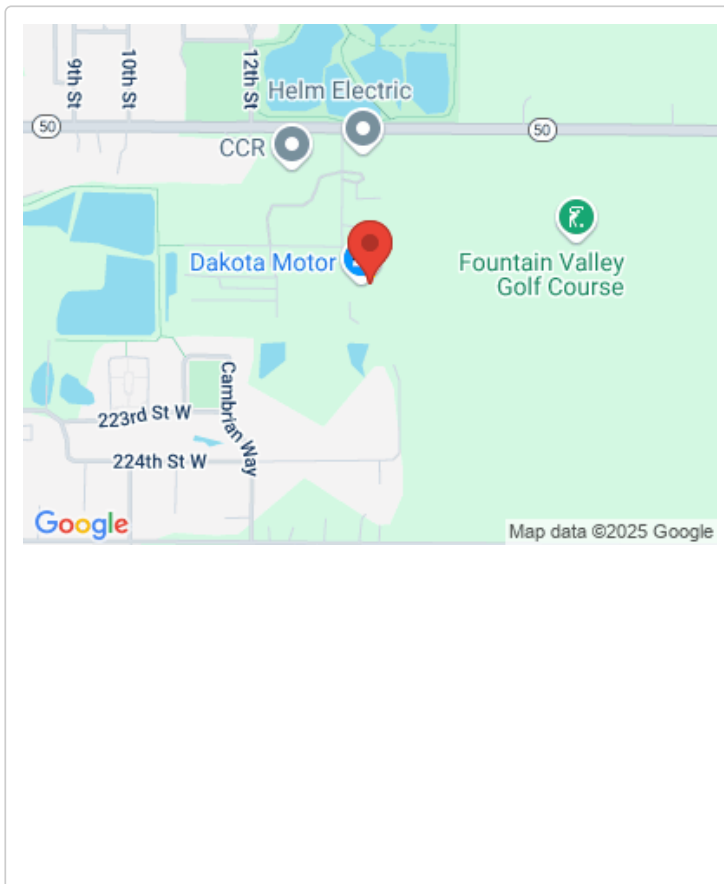 9th St
10th St
12th St
Helm Electric
50
50
CCR
Dakota Motor
Fountain Valley
Golf Course
Cambrian Way
223rd St W
224th St W
Google
Map data ©2025 Google